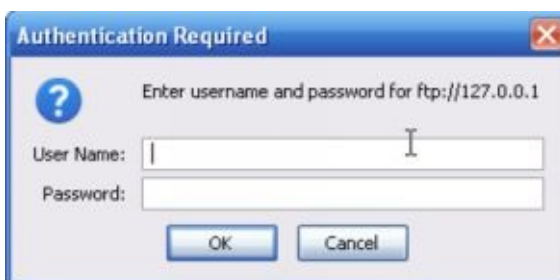 Authentication Required
Enter username and password for ftp://127.0.0.1
User Name:
Password:
OK
Cancel